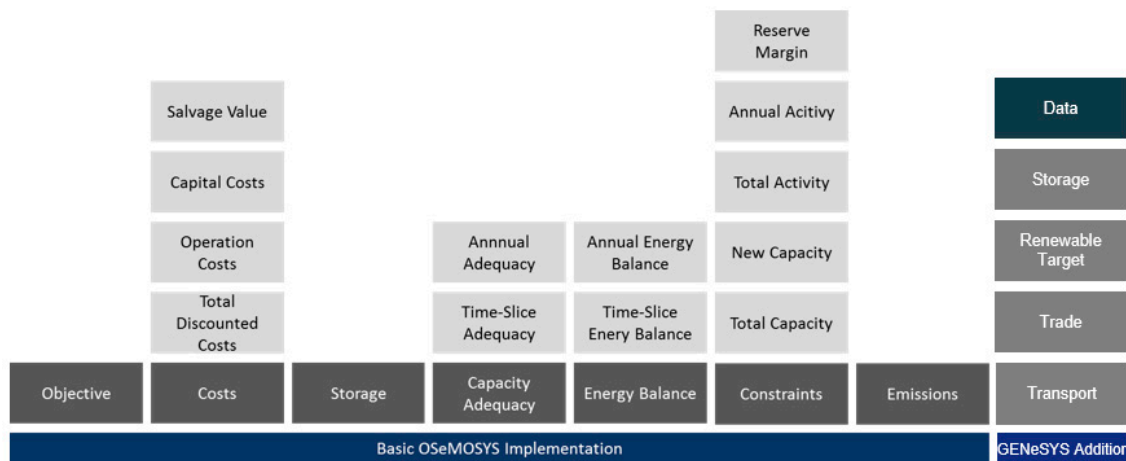 Reserve
Margin
Salvage Value
Annual Acitivy
Data
Capital Costs
Total Activity
Storage
Operation
Costs
Annnual
Adequacy
Annual Energy
Balance
New Capacity
Renewable
Target
Total
Discounted
Costs
Time-Slice
Adequacy
Time-Slice
Enery Balance
Total Capacity
Trade
Objective
Costs
Storage
Capacity
Adequacy
Energy Balance
Constraints
Emissions
Transport
Basic OSeMOSYS Implementation
GENeSYS Addition